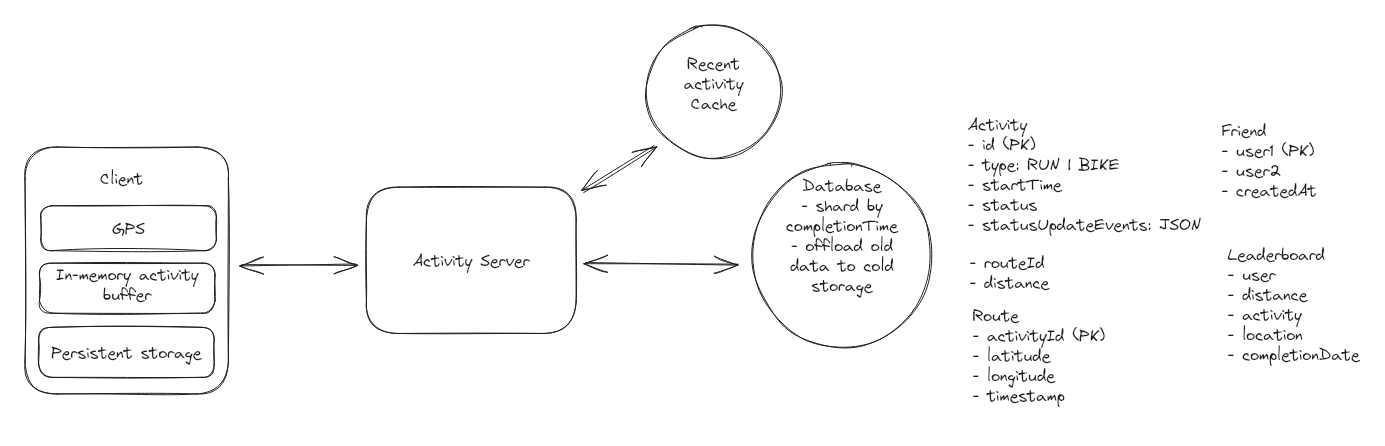 Client
GPS
In-memory activity
buffer
Persistent storage
Activity Server
Recent
activity
Cache
Database
- shard by
completionTime
- offload old
data to cold
storage
Activity
- id (PK)
- type: RUN | BIKE
- startTime
- status
- statusUpdateEvents: JSON
- routeId
- distance
Route
- activityId (PK)
- latitude
- longitude
- timestamp
Friend
- user1 (PK)
- user2
- createdAt
Leaderboard
- user
- distance
- activity
- location
- completionDate